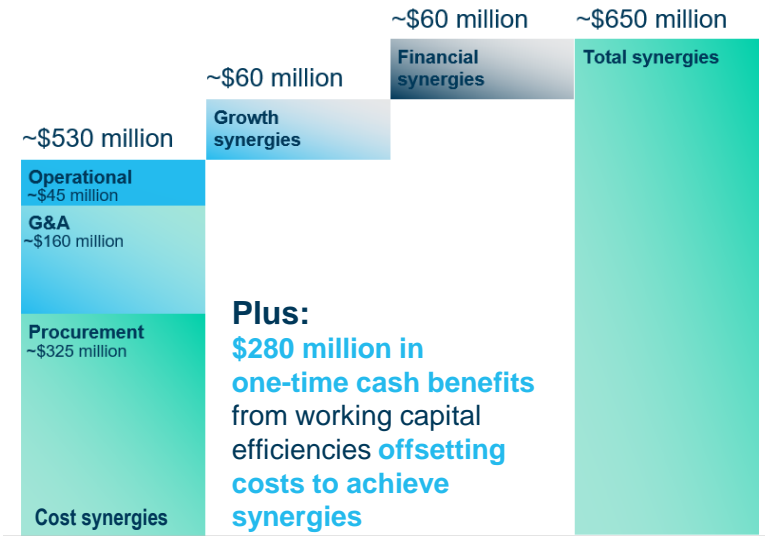 ~$60 million
~$650 million
Financial
synergies
Total synergies
~$60 million
Growth
synergies
~$530 million
Operational
~$45 million
G&A
~$160 million
Procurement
~$325 million
Cost synergies
Plus:
$280 million in
one-time cash benefits
from working capital
efficiencies offsetting
costs to achieve
synergies